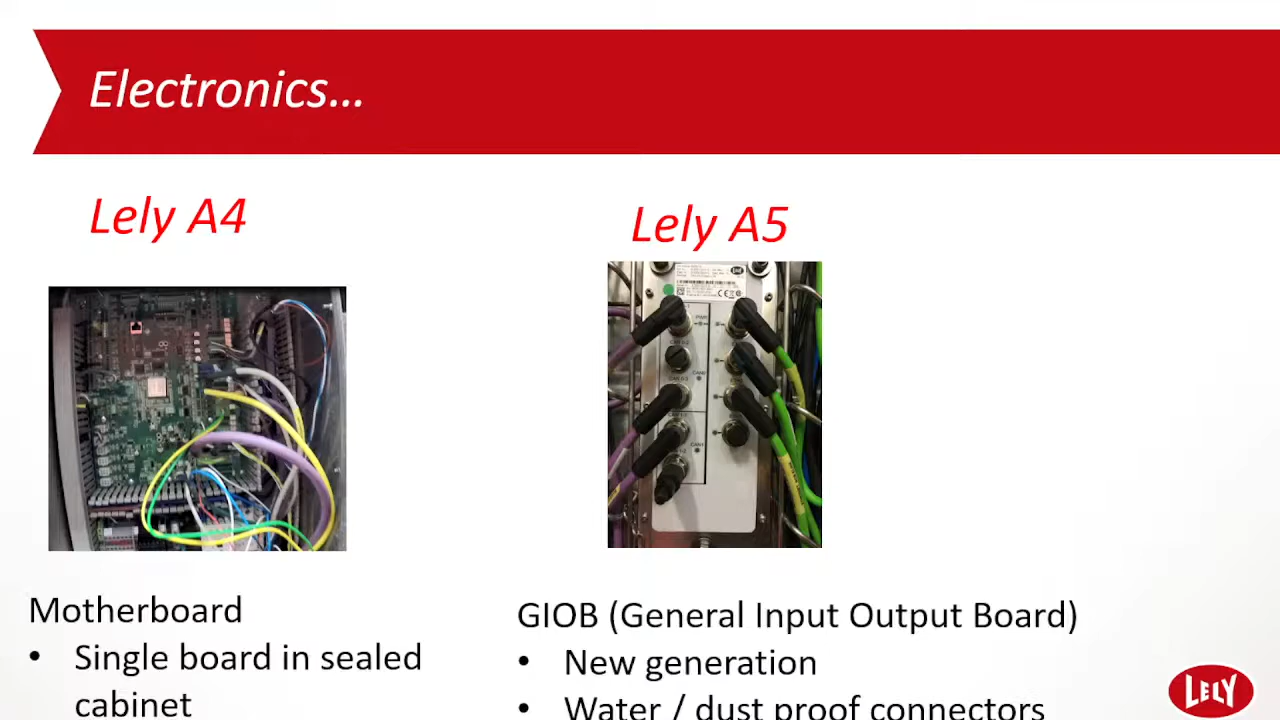 Electronics...
Lely A4
Lely A5
Motherboard
• Single board in sealed
cabinet
GIOB (General Input Output Board)
• New generation
• Water / dust proof connectors
LELY